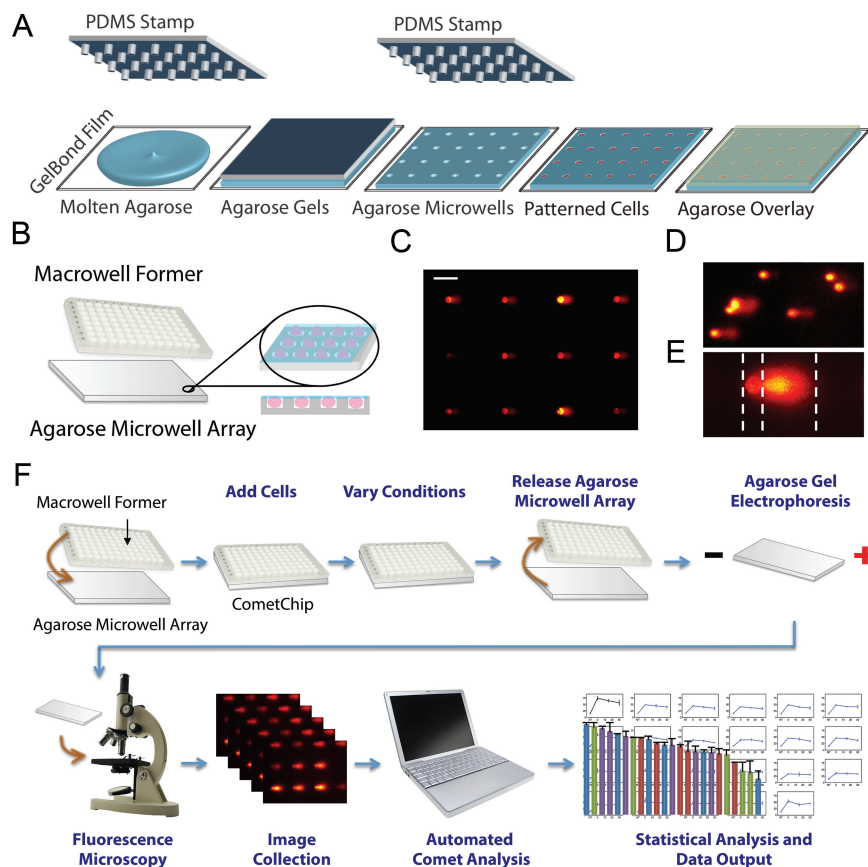 A
PDMS Stamp
PDMS Stamp
GelBond Film
Molten Agarose
Agarose Gels
Agarose Microwells
Patterned Cells
Agarose Overlay
B
Macrowell Former
Agarose Microwell Array
C
D
E
F
Macrowell Former
Agarose Microwell Array
Add Cells
CometChip
Vary Conditions
Release Agarose
Microwell Array
Agarose Gel
Electrophoresis
Fluorescence
Microscopy
Image
Collection
Automated
Comet Analysis
Statistical Analysis and
Data Output